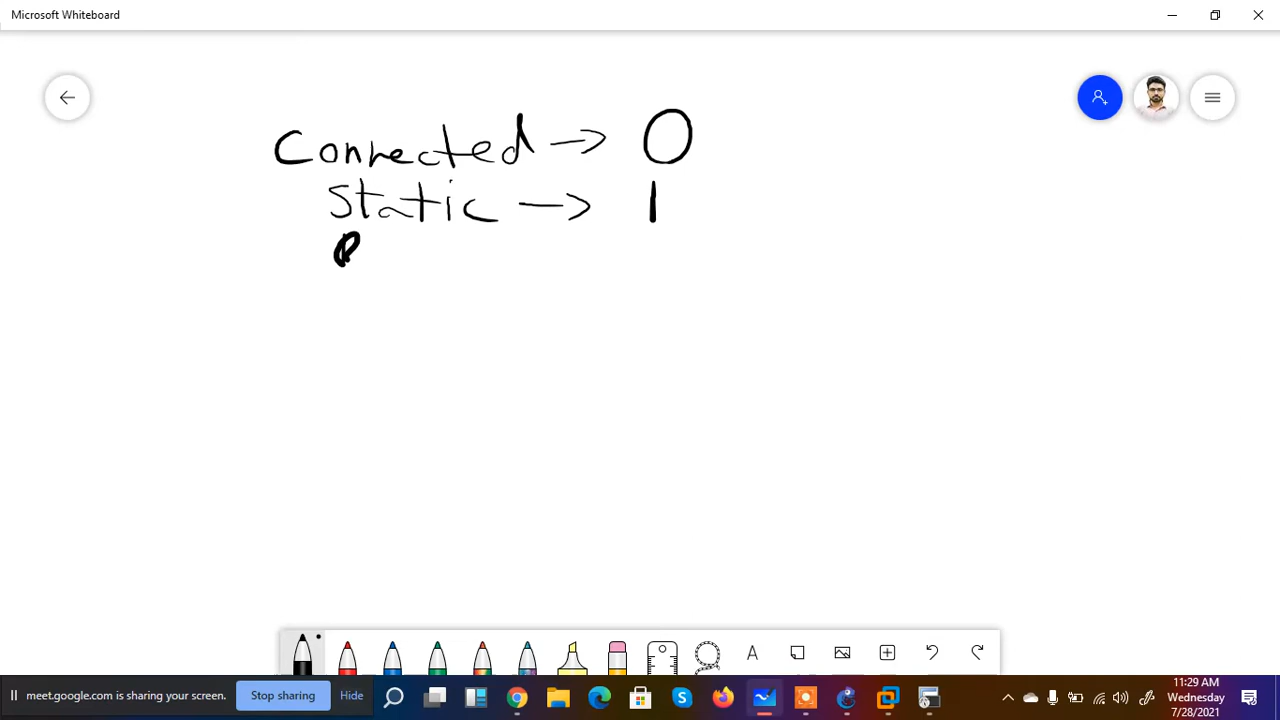 Microsoft Whiteboard
Connected → 0
Static → 1
A
meet.google.com is sharing your screen. Stop sharing Hide
11:29 AM
Wednesday
7/28/2021